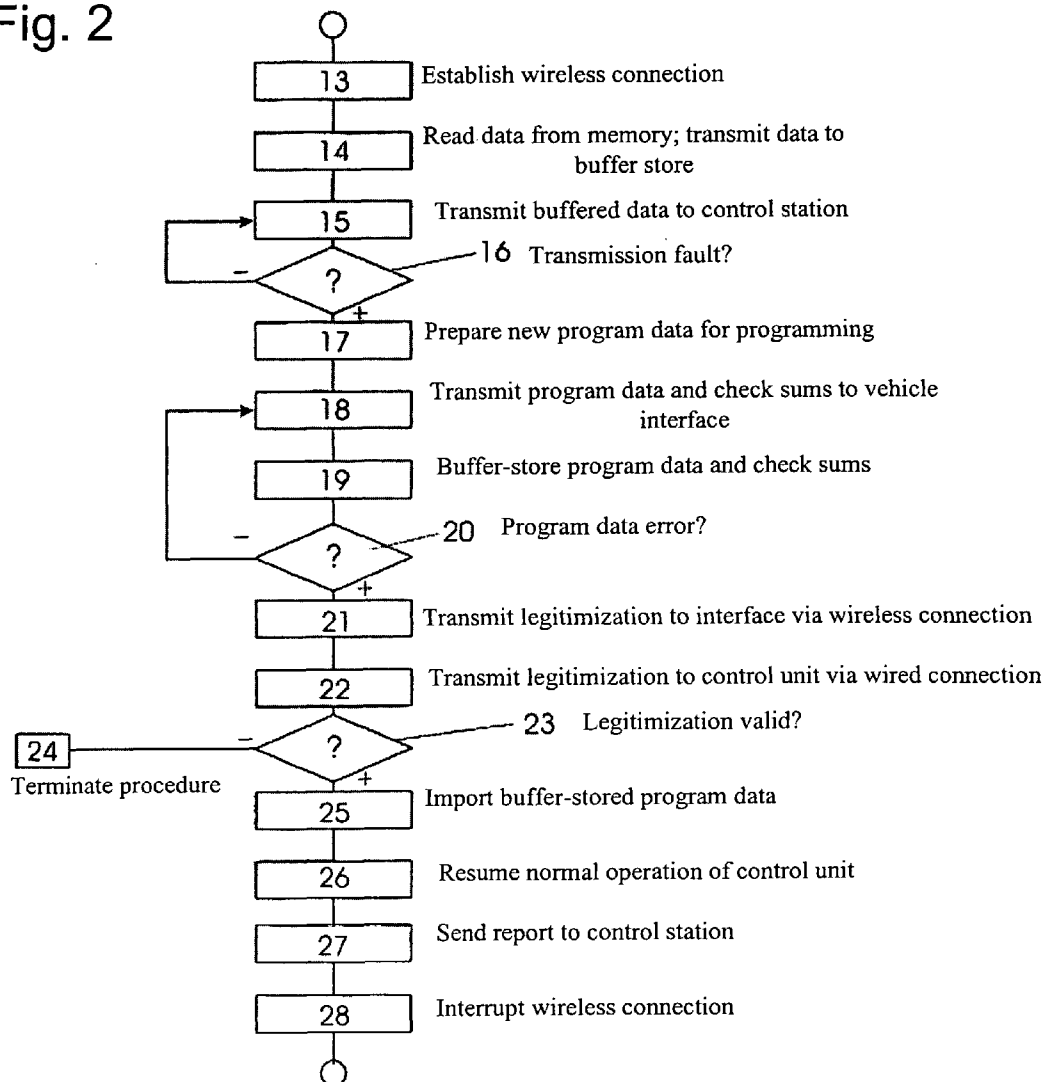 Fig. 2
13 Establish wireless connection
14 Read data from memory; transmit data to
buffer store
15 Transmit buffered data to control station
16 Transmission fault?
− ?
+
17 Prepare new program data for programming
18 Transmit program data and check sums to vehicle
interface
19 Buffer-store program data and check sums
20 Program data error?
− ?
+
21 Transmit legitimization to interface via wireless connection
22 Transmit legitimization to control unit via wired connection
23 Legitimization valid?
24 − ?
Terminate procedure
+
25 Import buffer-stored program data
26 Resume normal operation of control unit
27 Send report to control station
28 Interrupt wireless connection